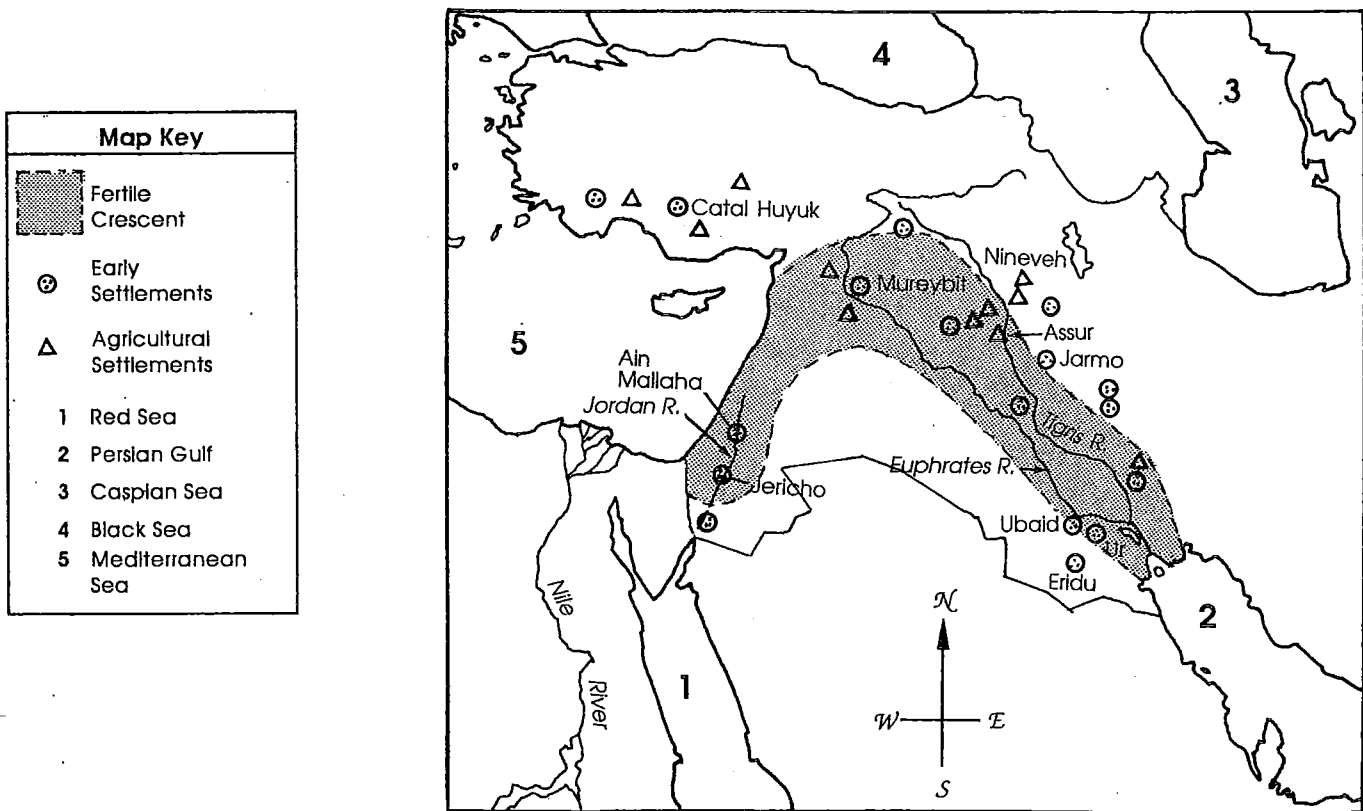 Map Key
Fertile
Crescent
Early
Settlements
Agricultural
Settlements
1 Red Sea
2 Persian Gulf
3 Caspian Sea
4 Black Sea
5 Mediterranean
Sea
4
3
Catal Huyuk
Nineveh
Mureybit
5
Assur
Ain
Mallaha
Jarmo
Jordan R.
Tigris R.
Euphrates R.
Jericho
Ubaid
Ur
Eridu
Nile
River
N
2
1
W E
S